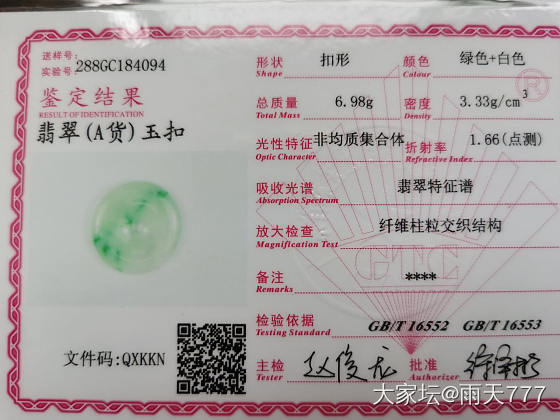 送样号:
实验号: 288GC184094
鉴定结果
RESULT OF IDENTIFICATION
翡翠(A货)玉扣
文件码:QXKKN
形状 扣形 颜色 绿色+白色
Shape Colour
总质量 6.98g 密度 3.33g/cm³
Total Mass Density
光性特征 非均质集合体 折射率 1.66(点测)
Optic Character Refractive Index
吸收光谱 翡翠特征谱
Absorption Spectrum
放大检查 纤维柱粒交织结构
Magnification Test
备注 ****
Remarks
检验依据 GB/T 16552 GB/T 16553
Testing Standard
主检 赵俊龙 批准
Tester Authorizer
GTC
®
大家坛@雨天777